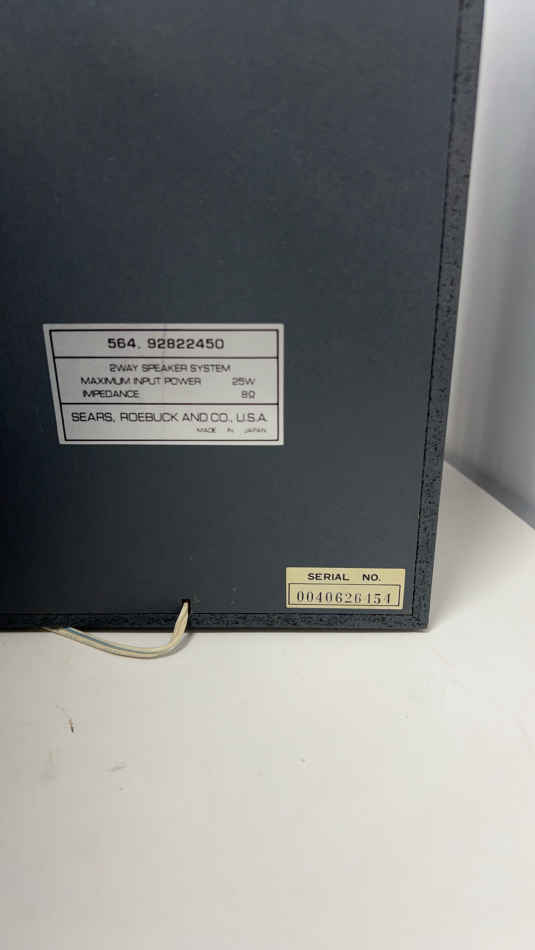 564. 92822450
2WAY SPEAKER SYSTEM
MAXIMUM INPUT POWER 25W
IMPEDANCE 8Ω
SEARS, ROEBUCK AND CO., U.S.A.
MADE IN JAPAN
SERIAL NO.
0040626454